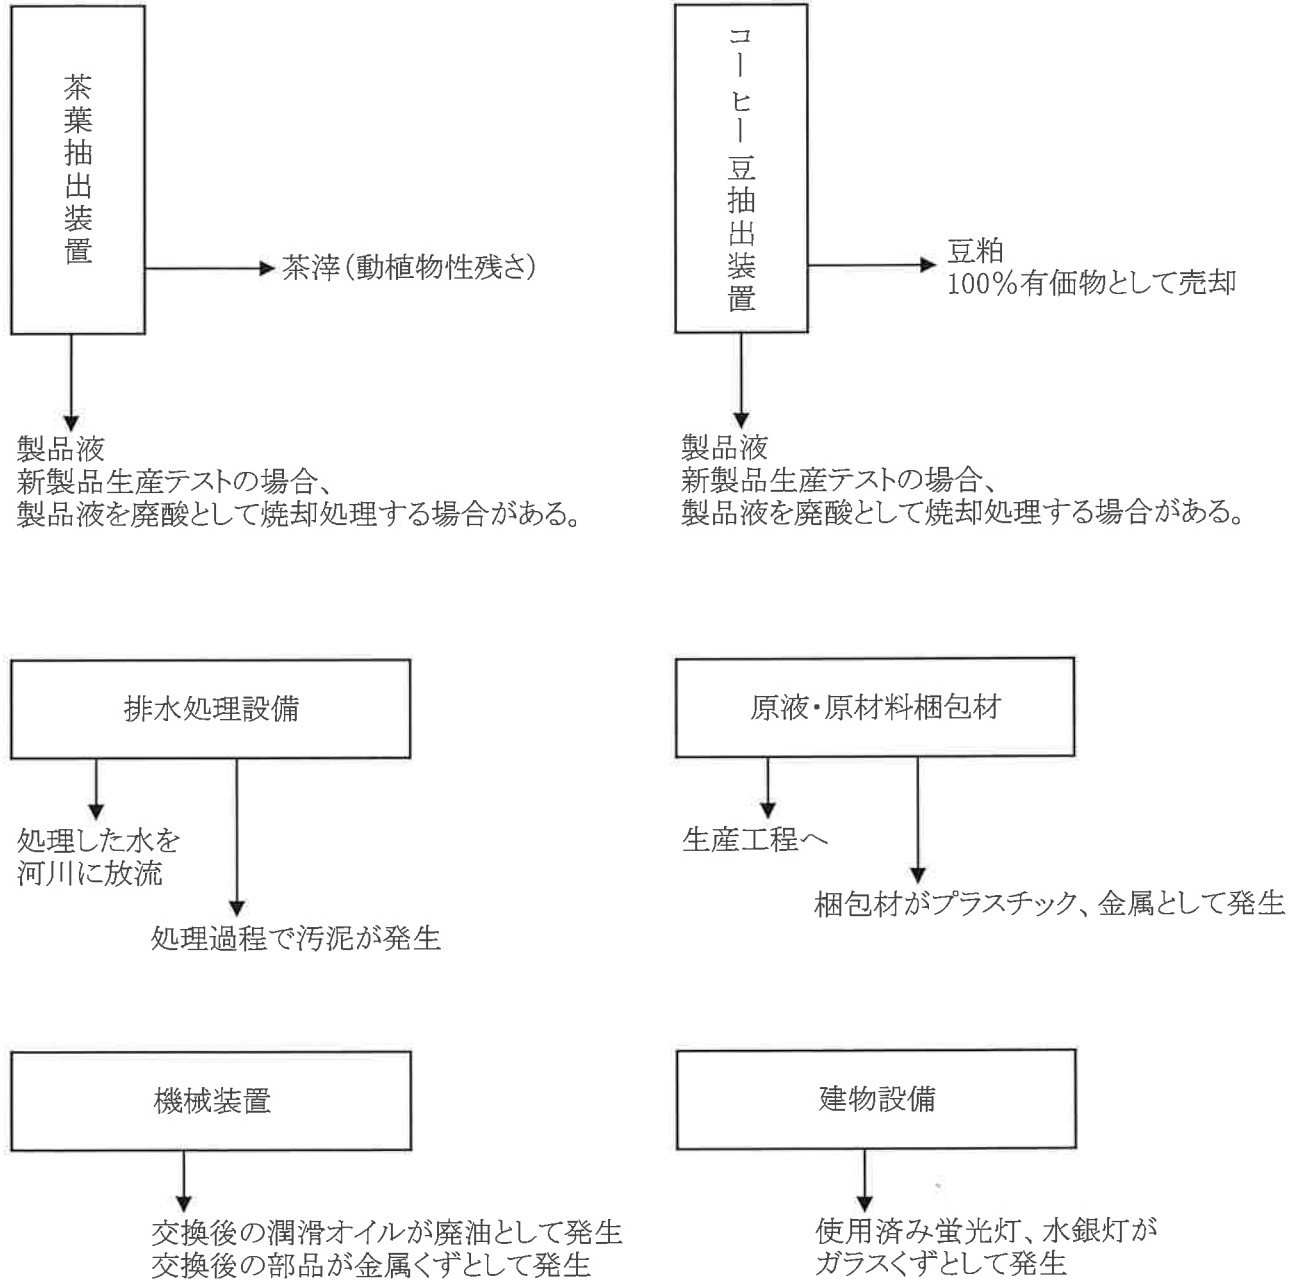 茶葉抽出装置
茶滓（動植物性残さ）
製品液
新製品生産テストの場合、
製品液を廃酸として焼却処理する場合がある。
コーヒー豆抽出装置
豆粕
100％有価物として売却
製品液
新製品生産テストの場合、
製品液を廃酸として焼却処理する場合がある。
排水処理設備
処理した水を
河川に放流
処理過程で汚泥が発生
原液・原材料梱包材
生産工程へ
梱包材がプラスチック、金属として発生
機械装置
交換後の潤滑オイルが廃油として発生
交換後の部品が金属くずとして発生
建物設備
使用済み蛍光灯、水銀灯が
ガラスくずとして発生